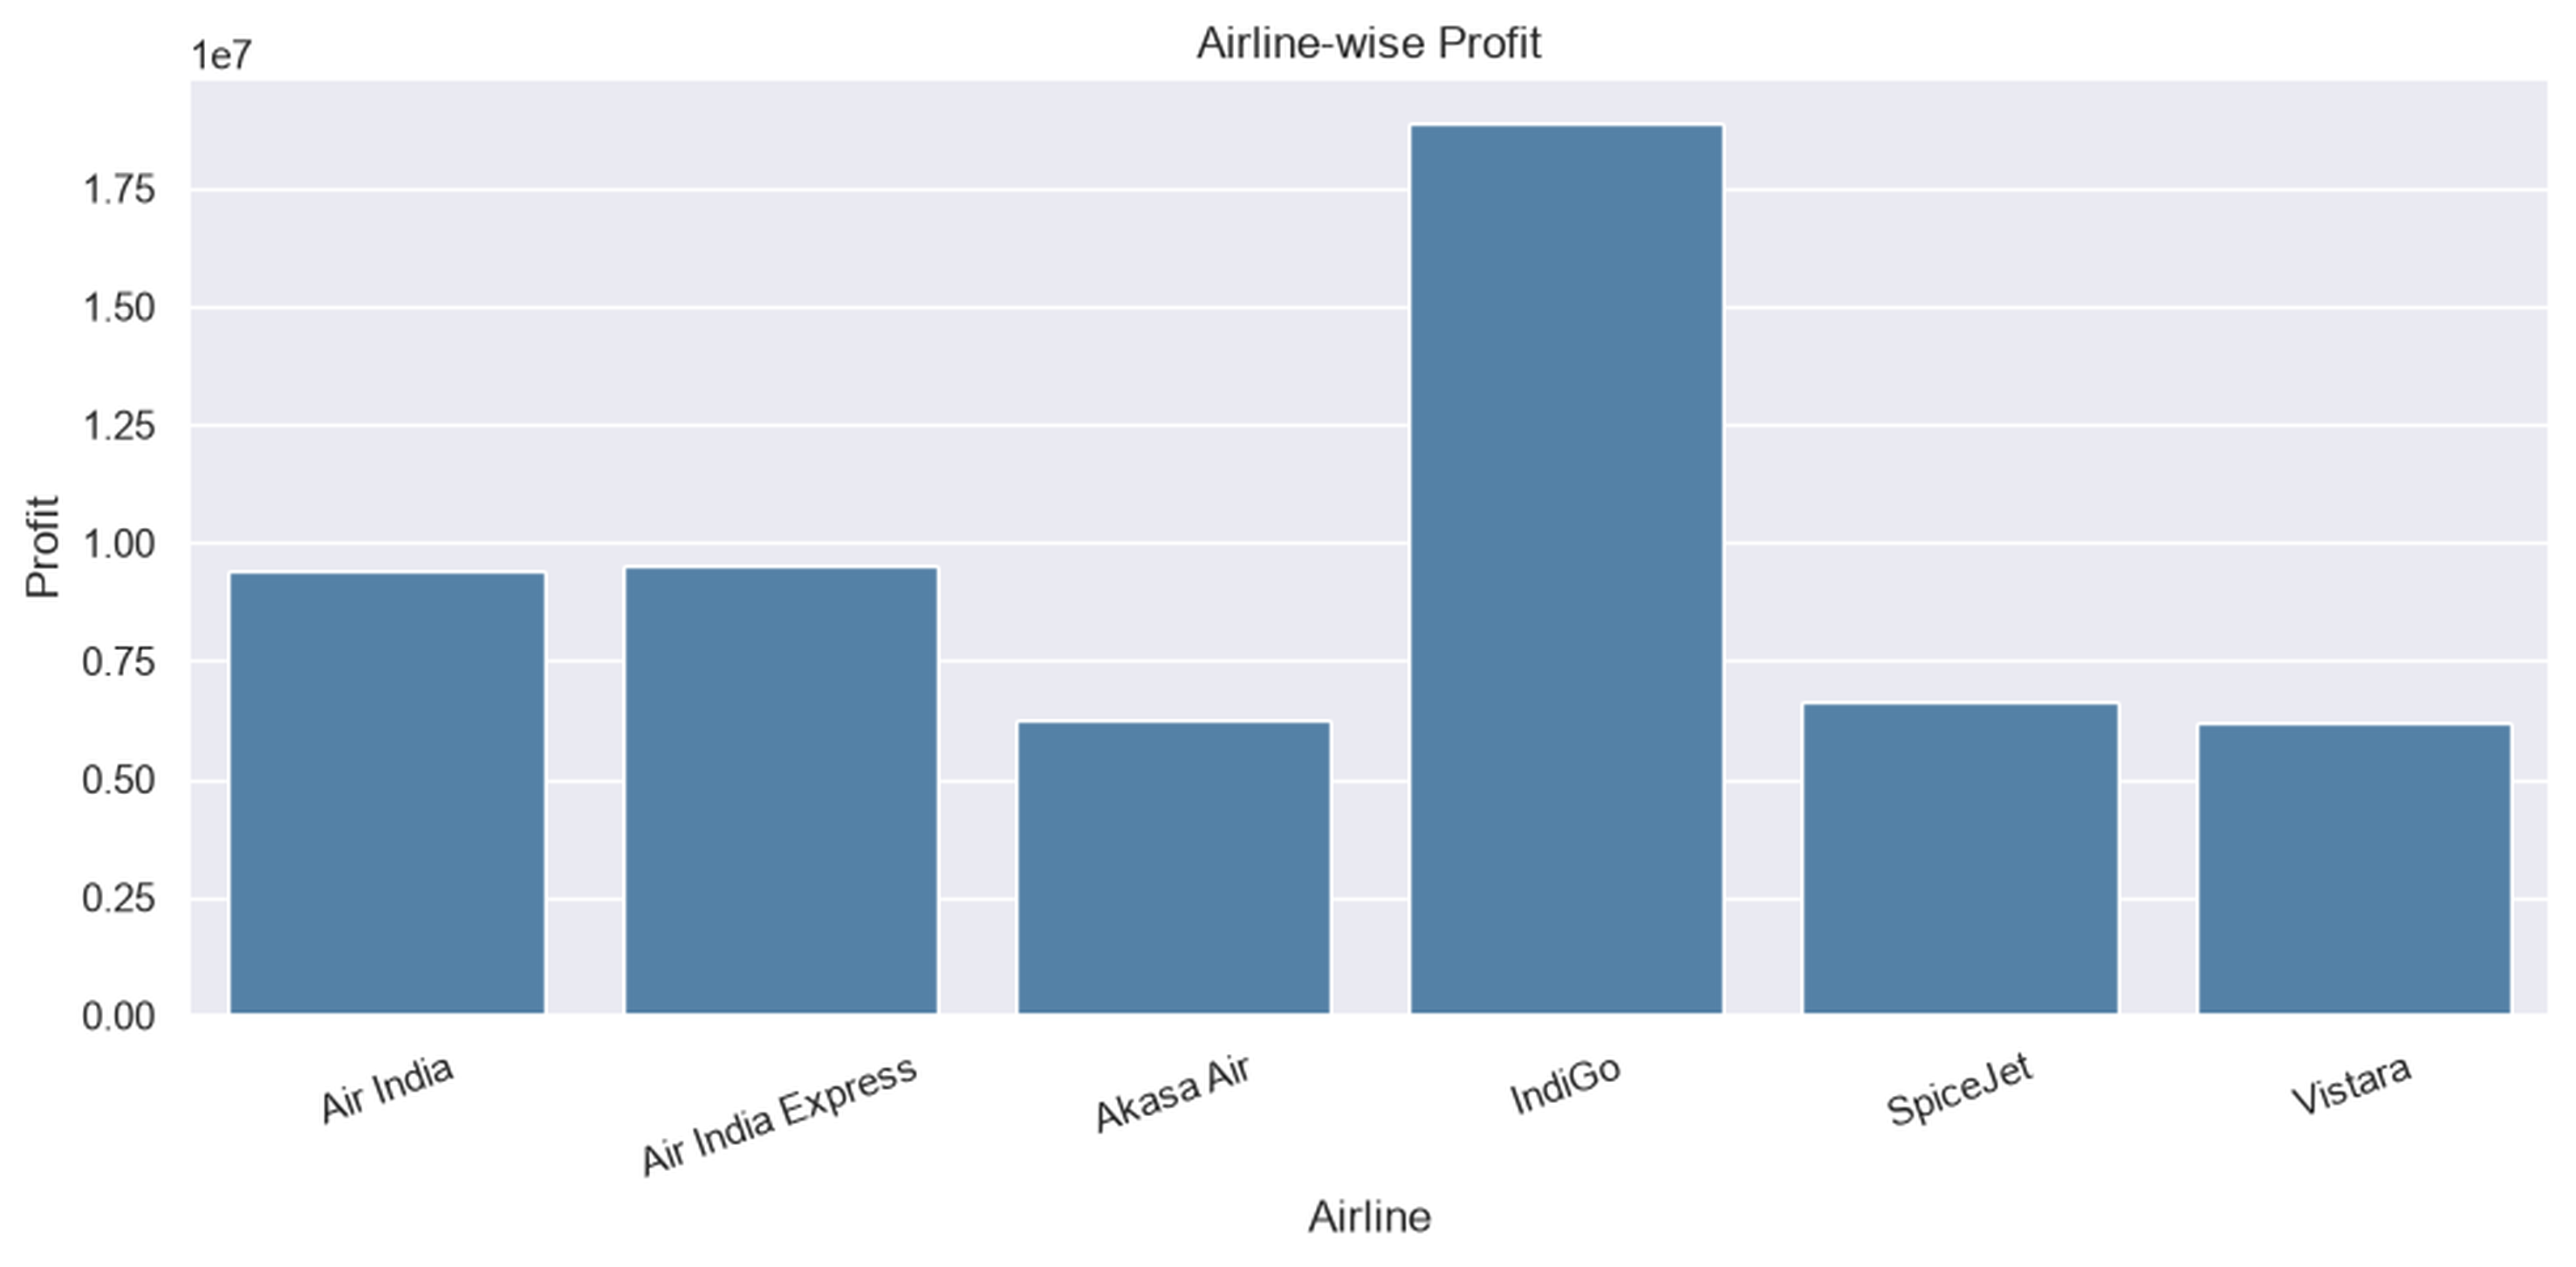 Airline-wise Profit
1e7
1.75
1.50
1.25
1.00
0.75
0.50
0.25
0.00
Profit
Air India
Air India Express
Akasa Air
IndiGo
SpiceJet
Vistara
Airline